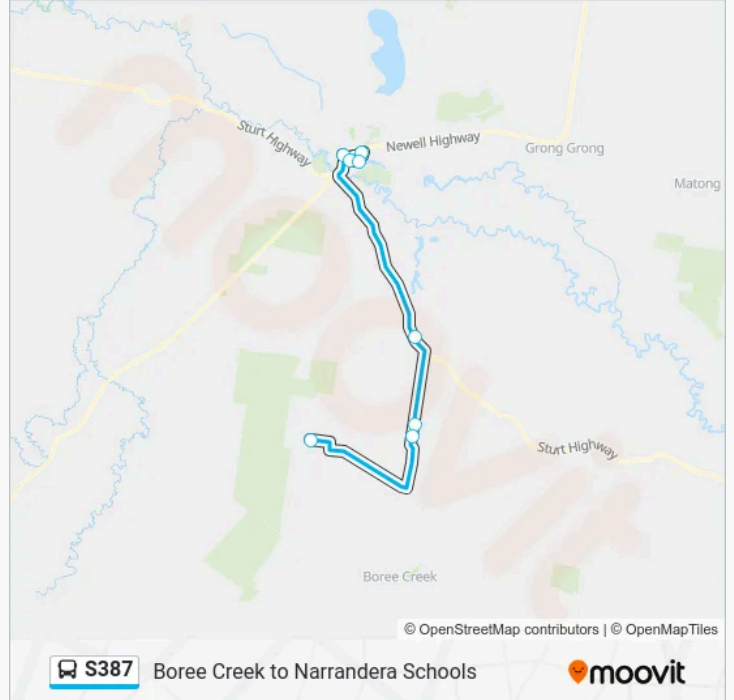 moovit
Sturt Highway
Newell Highway
Grong Grong
Matong
Sturt Highway
Boree Creek
© OpenStreetMap contributors | © OpenMapTiles
S387 Boree Creek to Narrandera Schools moovit